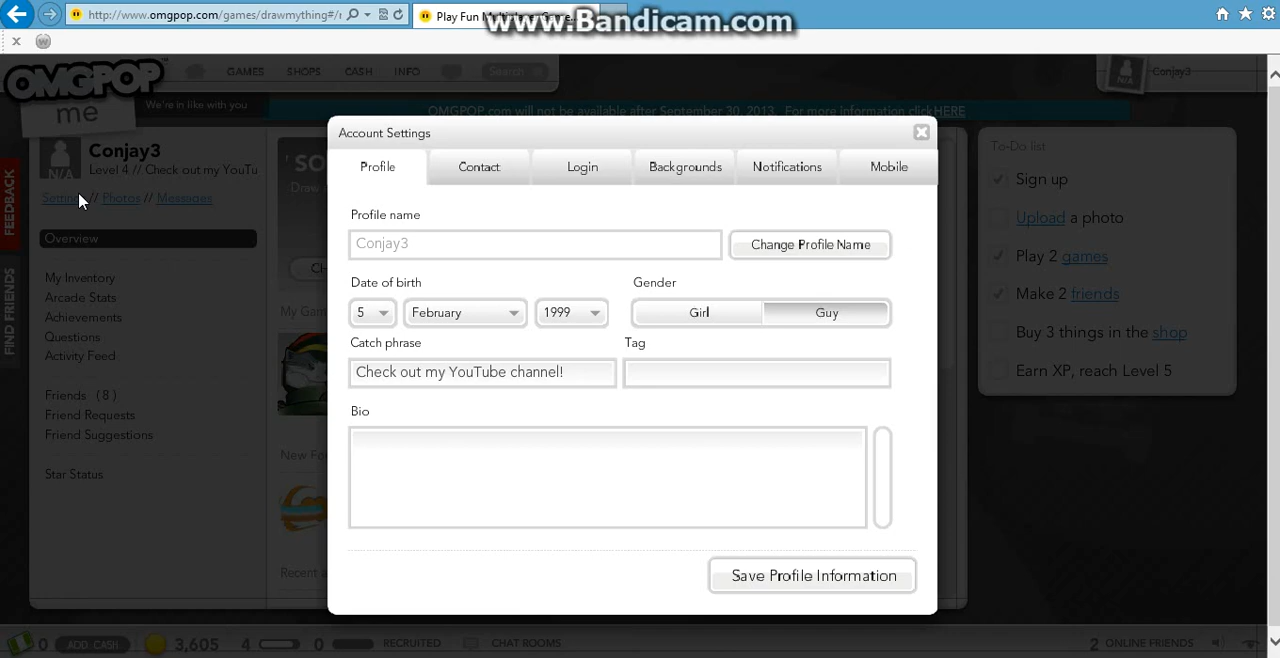 http://www.omgpop.com/games/drawmything#/
Play Fun Multiplayer Game...
www.Bandicam.com
OMGPOP
me
GAMES SHOPS CASH INFO Search
Conjay3
We're in like with you
OMGPOP.com will not be available after September 30, 2013. For more information click HERE
FEEDBACK
FIND FRIENDS
N/A
Conjay3
Level 4 // Check out my YouTu
Settings // Photos // Messages
Overview
My Inventory
Arcade Stats
Achievements
Questions
Activity Feed
Friends ( 8 )
Friend Requests
Friend Suggestions
Star Status
Account Settings
Profile Contact Login Backgrounds Notifications Mobile
Profile name
Conjay3 Change Profile Name
Date of birth Gender
5 February 1999 Girl Guy
Catch phrase Tag
Check out my YouTube channel!
Bio
Save Profile Information
To-Do list
Sign up
Upload a photo
Play 2 games
Make 2 friends
Buy 3 things in the shop
Earn XP, reach Level 5
0 ADD CASH 3,605 4 0 RECRUITED CHAT ROOMS 2 ONLINE FRIENDS